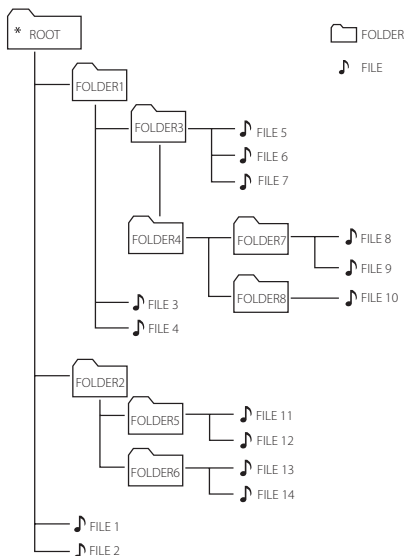 * ROOT
FOLDER
FILE
FOLDER1
FOLDER3
FILE 5
FILE 6
FILE 7
FOLDER4
FOLDER7
FILE 8
FILE 9
FOLDER8
FILE 10
FILE 3
FILE 4
FOLDER2
FOLDER5
FILE 11
FILE 12
FOLDER6
FILE 13
FILE 14
FILE 1
FILE 2